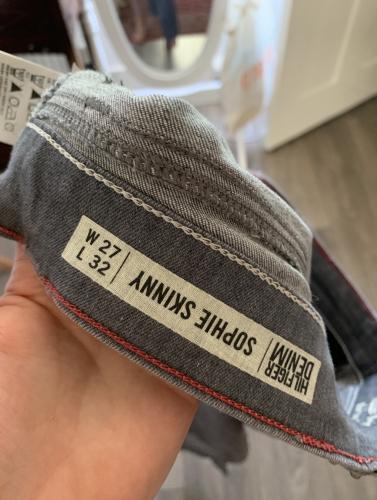 W 27
L 32
SOPHIE SKINNY
HILFIGER
DENIM